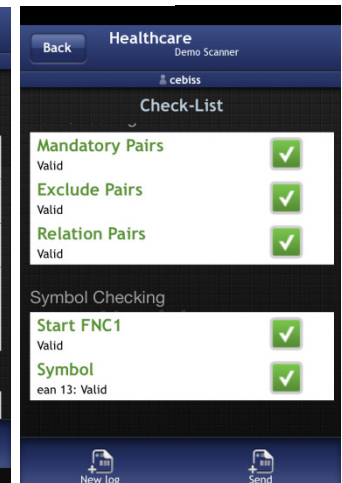 Back
Healthcare
Demo Scanner
cebiss
Check-List
Mandatory Pairs
Valid
Exclude Pairs
Valid
Relation Pairs
Valid
Symbol Checking
Start FNC1
Valid
Symbol
ean 13: Valid
New log
Send